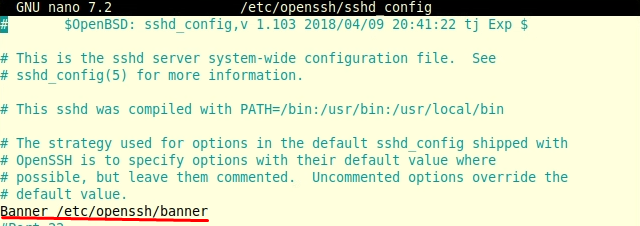 GNU nano 7.2 /etc/openssh/sshd_config
# $OpenBSD: sshd_config,v 1.103 2018/04/09 20:41:22 tj Exp $
# This is the sshd server system-wide configuration file. See
# sshd_config(5) for more information.
# This sshd was compiled with PATH=/bin:/usr/bin:/usr/local/bin
# The strategy used for options in the default sshd_config shipped with
# OpenSSH is to specify options with their default value where
# possible, but leave them commented. Uncommented options override the
# default value.
Banner /etc/openssh/banner
#Port 22